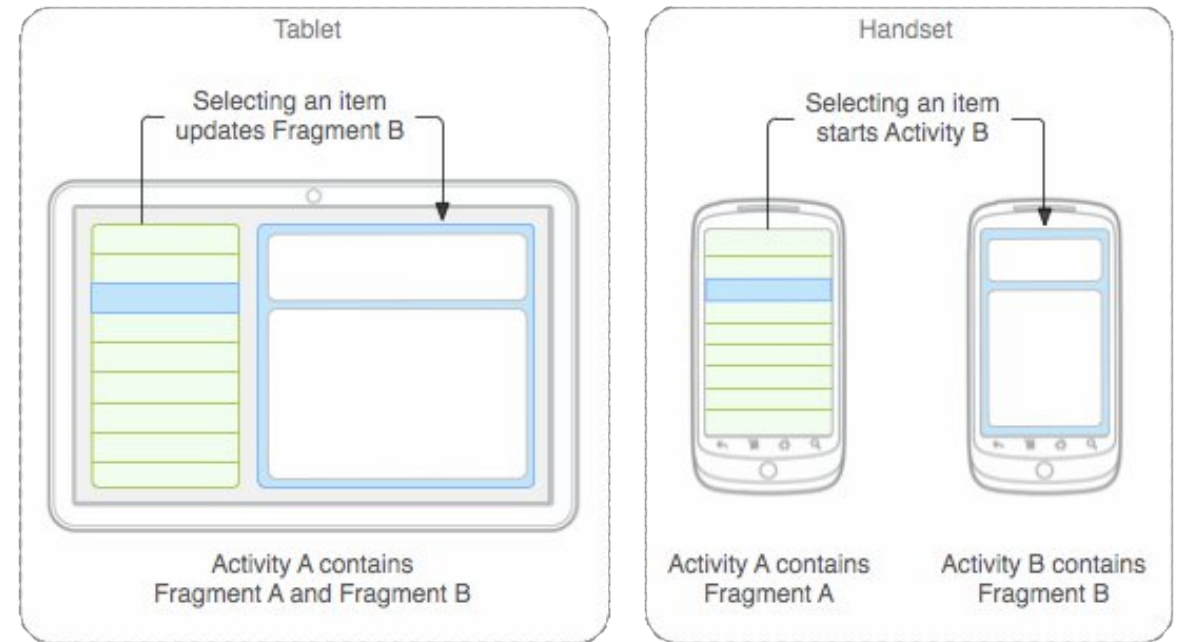 Tablet
Selecting an item
updates Fragment B
Activity A contains
Fragment A and Fragment B
Handset
Selecting an item
starts Activity B
Activity A contains
Fragment A
Activity B contains
Fragment B